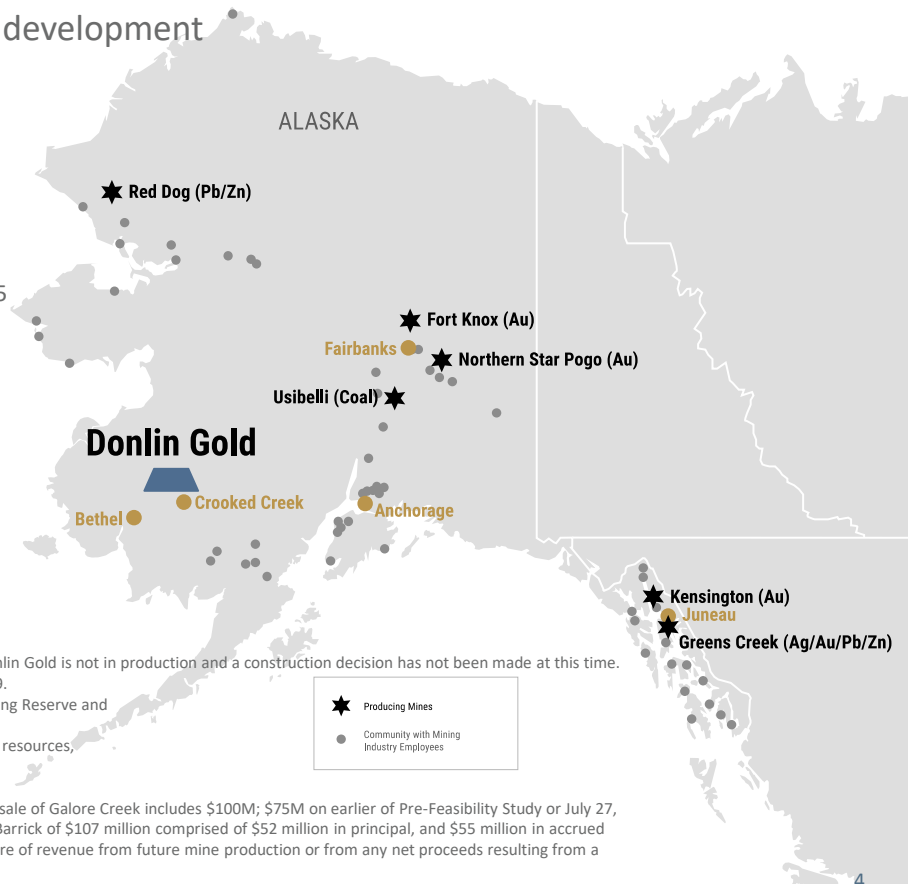 development
ALASKA
Red Dog (Pb/Zn)
5
Fort Knox (Au)
Fairbanks
Northern Star Pogo (Au)
Usibelli (Coal)
Donlin Gold
Crooked Creek
Bethel
Anchorage
Kensington (Au)
Juneau
Greens Creek (Ag/Au/Pb/Zn)
nlin Gold is not in production and a construction decision has not been made at this time.
9.
ng Reserve and
resources,
Producing Mines
Community with Mining
Industry Employees
sale of Galore Creek includes $100M; $75M on earlier of Pre-Feasibility Study or July 27,
Barrick of $107 million comprised of $52 million in principal, and $55 million in accrued
re of revenue from future mine production or from any net proceeds resulting from a
4